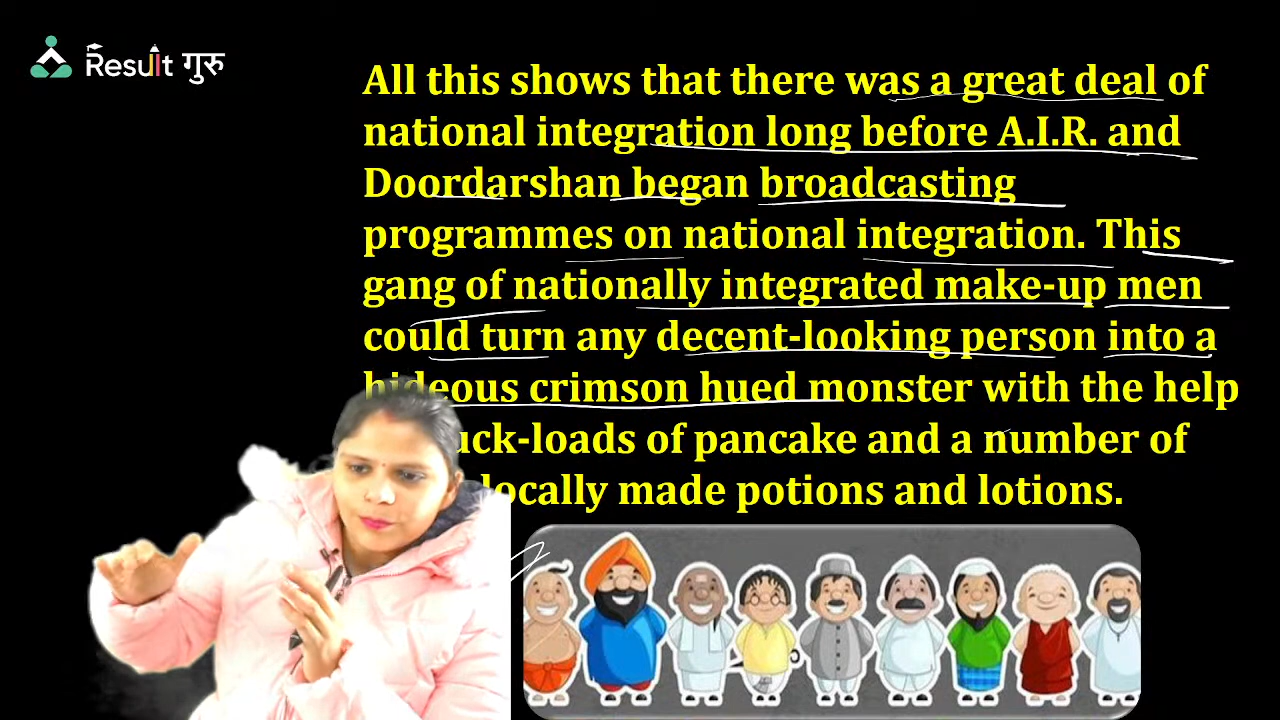 Result गुरु
All this shows that there was a great deal of
national integration long before A.I.R. and
Doordarshan began broadcasting
programmes on national integration. This
gang of nationally integrated make-up men
could turn any decent-looking person into a
hideous crimson hued monster with the help
of pancake and a number of
locally made potions and lotions.